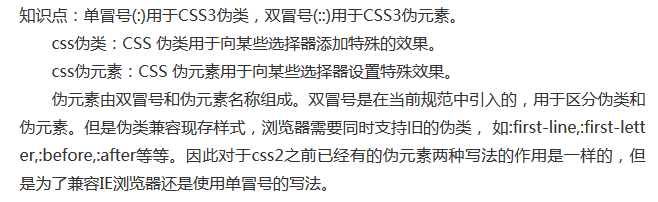 知识点：单冒号(:)用于CSS3伪类，双冒号(::)用于CSS3伪元素。
css伪类：CSS 伪类用于向某些选择器添加特殊的效果。
css伪元素：CSS 伪元素用于向某些选择器设置特殊效果。
伪元素由双冒号和伪元素名称组成。双冒号是在当前规范中引入的，用于区分伪类和
伪元素。但是伪类兼容现存样式，浏览器需要同时支持旧的伪类， 如:first-line,:first-lett
er,:before,:after等等。因此对于css2之前已经有的伪元素两种写法的作用是一样的，但
是为了兼容IE浏览器还是使用单冒号的写法。